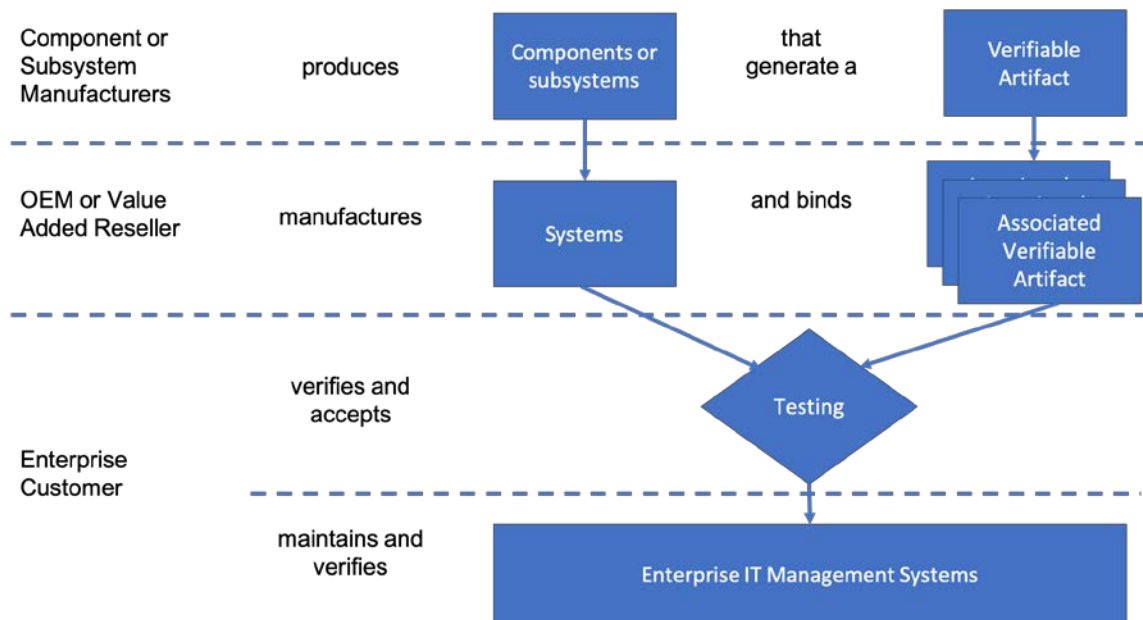 Component or
Subsystem
Manufacturers
produces
Components or
subsystems
that
generate a
Verifiable
Artifact
OEM or Value
Added Reseller
manufactures
Systems
and binds
Associated
Verifiable
Artifact
Enterprise
Customer
verifies and
accepts
Testing
maintains and
verifies
Enterprise IT Management Systems